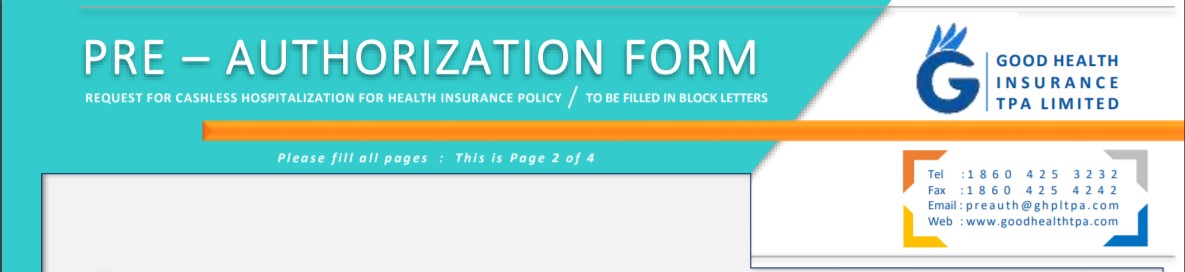 PRE – AUTHORIZATION FORM
REQUEST FOR CASHLESS HOSPITALIZATION FOR HEALTH INSURANCE POLICY / TO BE FILLED IN BLOCK LETTERS
Please fill all pages : This is Page 2 of 4
G
GOOD HEALTH
INSURANCE
TPA LIMITED
Tel :1860 425 3232
Fax :1860 425 4242
Email : preauth@ghpltpa.com
Web : www.goodhealthtpa.com